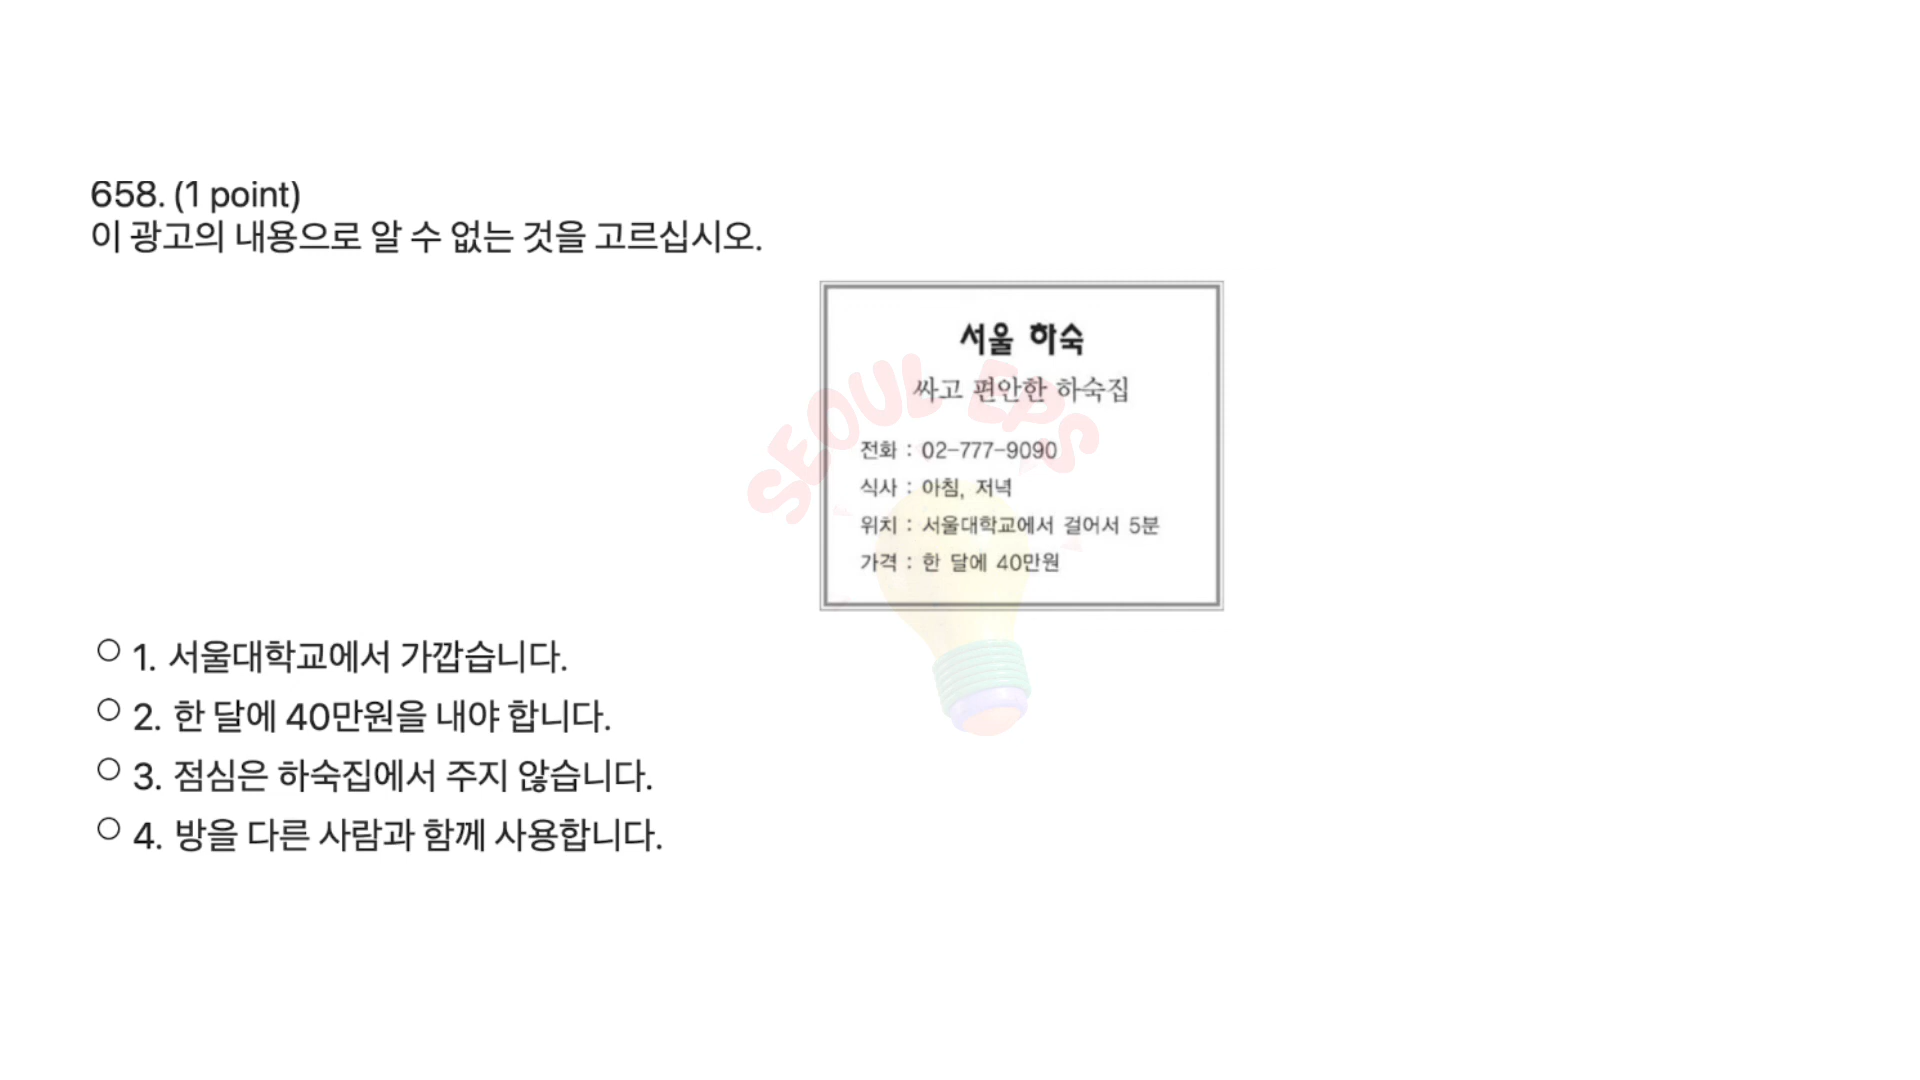 658. (1 point)
이 광고의 내용으로 알 수 없는 것을 고르십시오.
서울 하숙
싸고 편안한 하숙집
전화 : 02-777-9090
식사 : 아침, 저녁
위치 : 서울대학교에서 걸어서 5분
가격 : 한 달에 40만원
SEOUL EPS
1. 서울대학교에서 가깝습니다.
2. 한 달에 40만원을 내야 합니다.
3. 점심은 하숙집에서 주지 않습니다.
4. 방을 다른 사람과 함께 사용합니다.